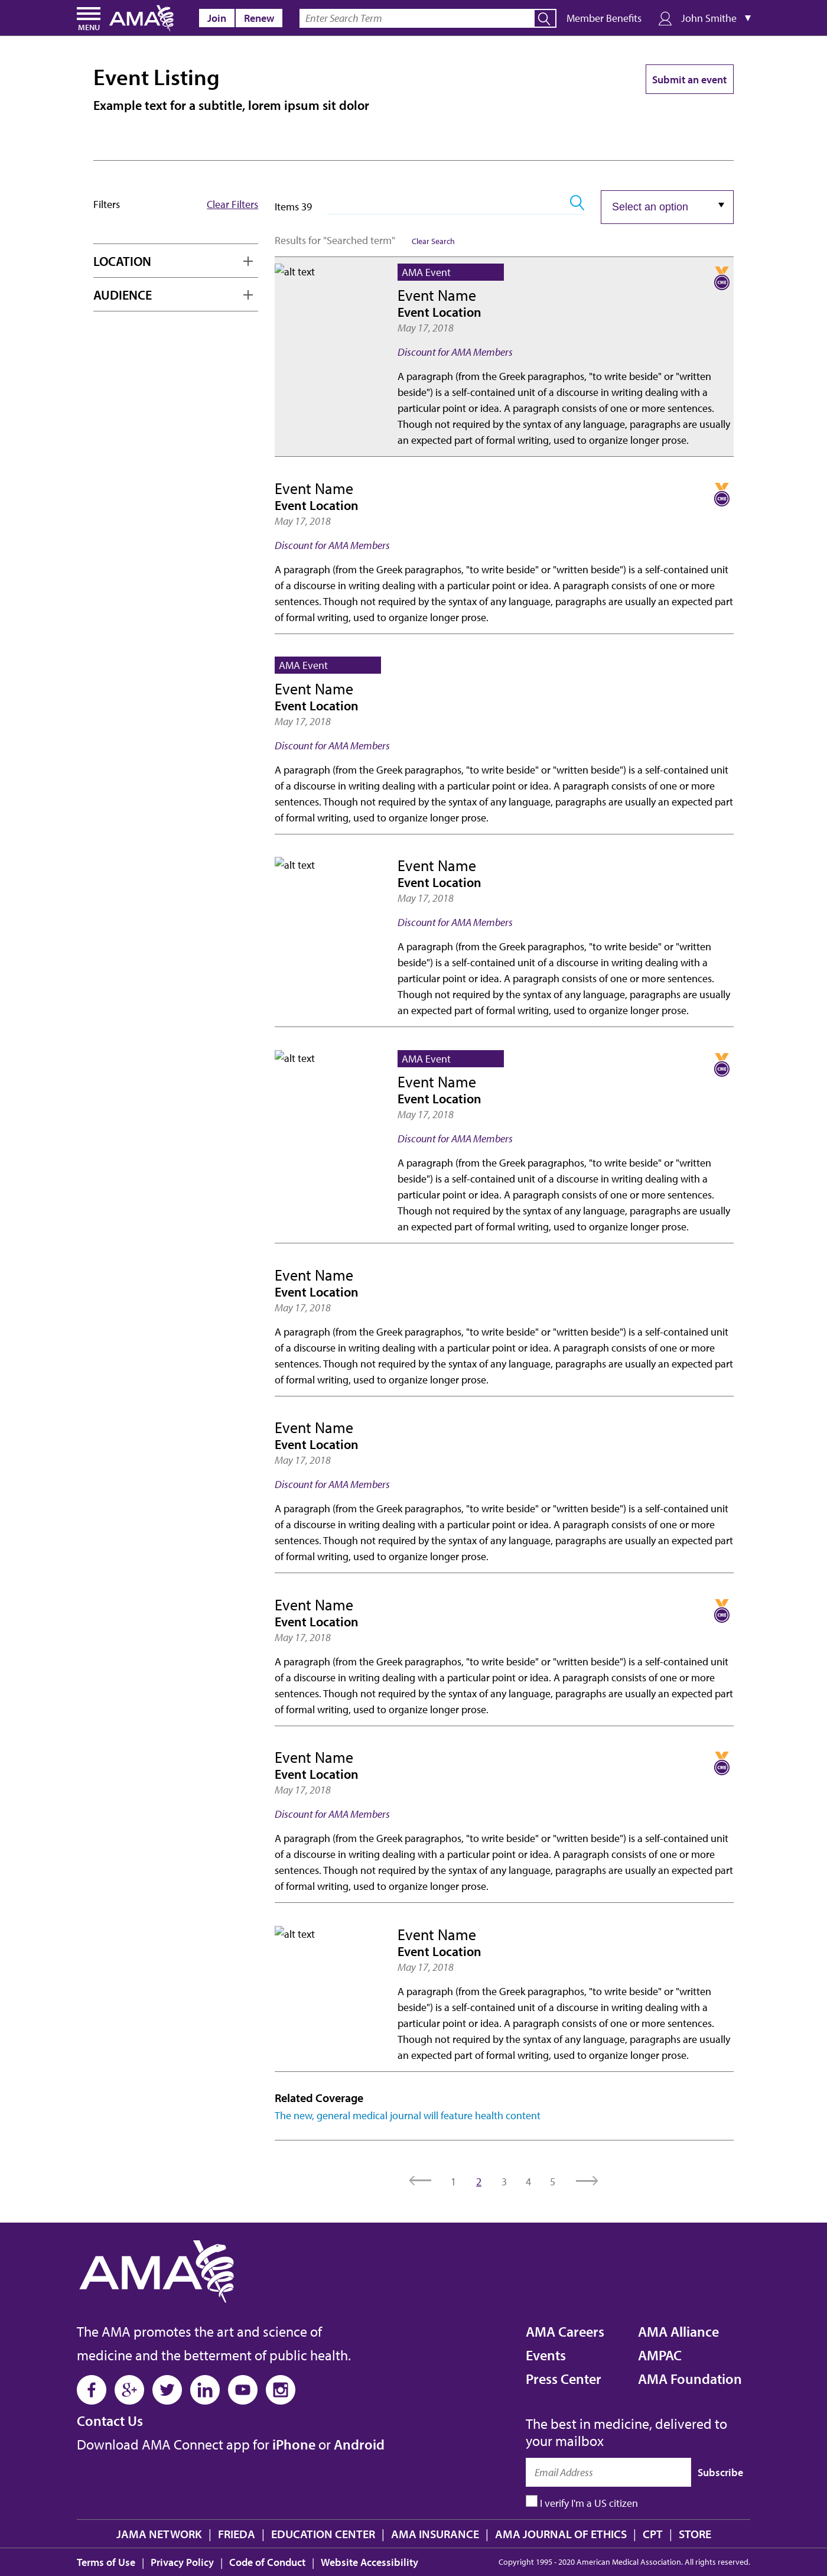 MENU
AMA
Join
Renew
Enter Search Term
Member Benefits
John Smithe
Event Listing
Submit an event
Example text for a subtitle, lorem ipsum sit dolor
Filters
Clear Filters
LOCATION
AUDIENCE
Items 39
Select an option
Results for "Searched term"
Clear Search
alt text
AMA Event
CME
Event Name
Event Location
May 17, 2018
Discount for AMA Members
A paragraph (from the Greek paragraphos, "to write beside" or "written
beside") is a self-contained unit of a discourse in writing dealing with a
particular point or idea. A paragraph consists of one or more sentences.
Though not required by the syntax of any language, paragraphs are usually
an expected part of formal writing, used to organize longer prose.
Event Name
CME
Event Location
May 17, 2018
Discount for AMA Members
A paragraph (from the Greek paragraphos, "to write beside" or "written beside") is a self-contained unit
of a discourse in writing dealing with a particular point or idea. A paragraph consists of one or more
sentences. Though not required by the syntax of any language, paragraphs are usually an expected part
of formal writing, used to organize longer prose.
AMA Event
Event Name
Event Location
May 17, 2018
Discount for AMA Members
A paragraph (from the Greek paragraphos, "to write beside" or "written beside") is a self-contained unit
of a discourse in writing dealing with a particular point or idea. A paragraph consists of one or more
sentences. Though not required by the syntax of any language, paragraphs are usually an expected part
of formal writing, used to organize longer prose.
alt text
Event Name
Event Location
May 17, 2018
Discount for AMA Members
A paragraph (from the Greek paragraphos, "to write beside" or "written
beside") is a self-contained unit of a discourse in writing dealing with a
particular point or idea. A paragraph consists of one or more sentences.
Though not required by the syntax of any language, paragraphs are usually
an expected part of formal writing, used to organize longer prose.
alt text
AMA Event
CME
Event Name
Event Location
May 17, 2018
Discount for AMA Members
A paragraph (from the Greek paragraphos, "to write beside" or "written
beside") is a self-contained unit of a discourse in writing dealing with a
particular point or idea. A paragraph consists of one or more sentences.
Though not required by the syntax of any language, paragraphs are usually
an expected part of formal writing, used to organize longer prose.
Event Name
Event Location
May 17, 2018
A paragraph (from the Greek paragraphos, "to write beside" or "written beside") is a self-contained unit
of a discourse in writing dealing with a particular point or idea. A paragraph consists of one or more
sentences. Though not required by the syntax of any language, paragraphs are usually an expected part
of formal writing, used to organize longer prose.
Event Name
Event Location
May 17, 2018
Discount for AMA Members
A paragraph (from the Greek paragraphos, "to write beside" or "written beside") is a self-contained unit
of a discourse in writing dealing with a particular point or idea. A paragraph consists of one or more
sentences. Though not required by the syntax of any language, paragraphs are usually an expected part
of formal writing, used to organize longer prose.
Event Name
CME
Event Location
May 17, 2018
A paragraph (from the Greek paragraphos, "to write beside" or "written beside") is a self-contained unit
of a discourse in writing dealing with a particular point or idea. A paragraph consists of one or more
sentences. Though not required by the syntax of any language, paragraphs are usually an expected part
of formal writing, used to organize longer prose.
Event Name
CME
Event Location
May 17, 2018
Discount for AMA Members
A paragraph (from the Greek paragraphos, "to write beside" or "written beside") is a self-contained unit
of a discourse in writing dealing with a particular point or idea. A paragraph consists of one or more
sentences. Though not required by the syntax of any language, paragraphs are usually an expected part
of formal writing, used to organize longer prose.
alt text
Event Name
Event Location
May 17, 2018
A paragraph (from the Greek paragraphos, "to write beside" or "written
beside") is a self-contained unit of a discourse in writing dealing with a
particular point or idea. A paragraph consists of one or more sentences.
Though not required by the syntax of any language, paragraphs are usually
an expected part of formal writing, used to organize longer prose.
Related Coverage
The new, general medical journal will feature health content
1 2 3 4 5
AMA
The AMA promotes the art and science of
medicine and the betterment of public health.
Contact Us
Download AMA Connect app for iPhone or Android
AMA Careers
Events
Press Center
AMA Alliance
AMPAC
AMA Foundation
The best in medicine, delivered to
your mailbox
Email Address
Subscribe
I verify I'm a US citizen
JAMA NETWORK | FRIEDA | EDUCATION CENTER | AMA INSURANCE | AMA JOURNAL OF ETHICS | CPT | STORE
Terms of Use | Privacy Policy | Code of Conduct | Website Accessibility
Copyright 1995 - 2020 American Medical Association. All rights reserved.